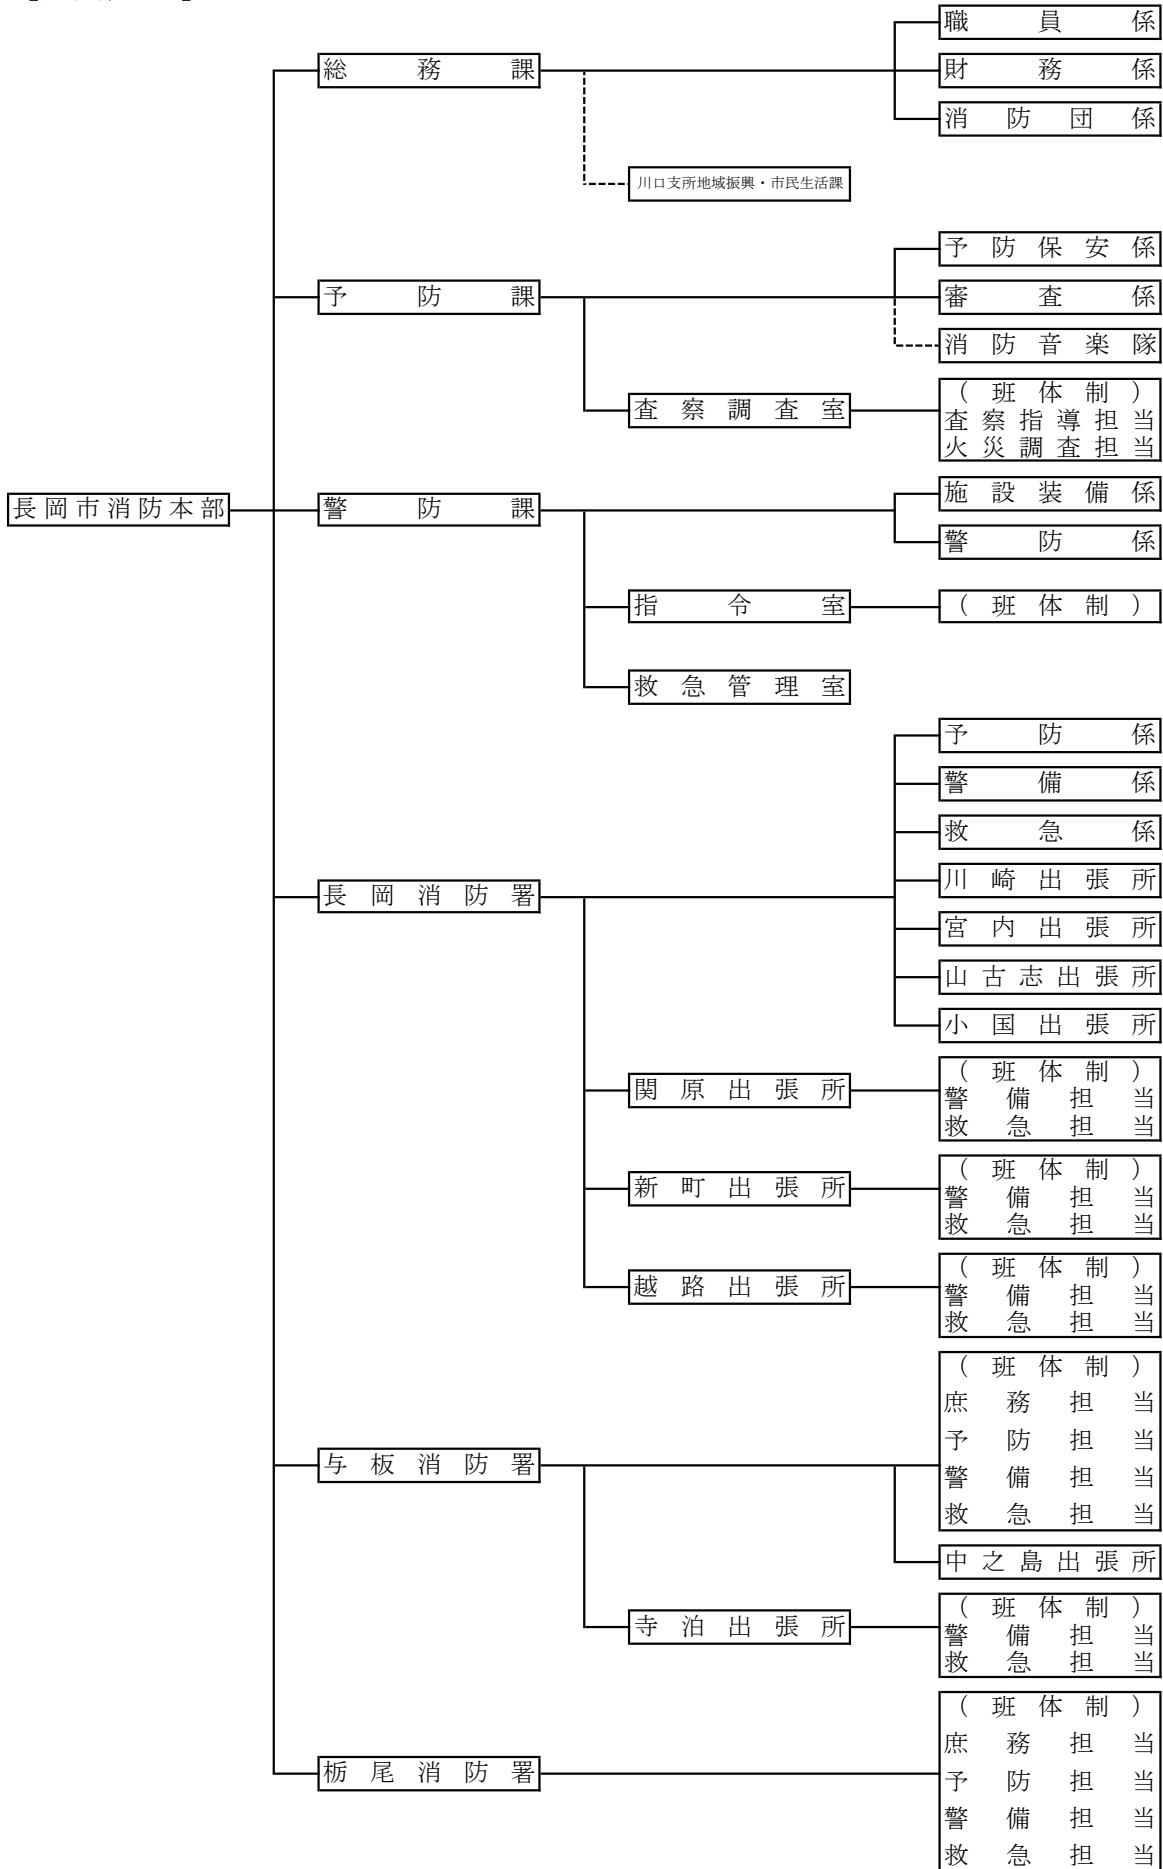 職員係
総務課
財務係
消防団係
川口支所地域振興・市民生活課
予防保安係
予防課
審査係
消防音楽隊
査察調査室
(班体制)
査察指導担当
火災調査担当
長岡市消防本部
警防課
施設装備係
警防係
指令室
(班体制)
救急管理室
予防係
警備係
救急係
長岡消防署
川崎出張所
宮内出張所
山古志出張所
小国出張所
関原出張所
(班体制)
警備担当
救急担当
新町出張所
(班体制)
警備担当
救急担当
越路出張所
(班体制)
警備担当
救急担当
与板消防署
(班体制)
庶務担当
予防担当
警備担当
救急担当
中之島出張所
寺泊出張所
(班体制)
警備担当
救急担当
栃尾消防署
(班体制)
庶務担当
予防担当
警備担当
救急担当